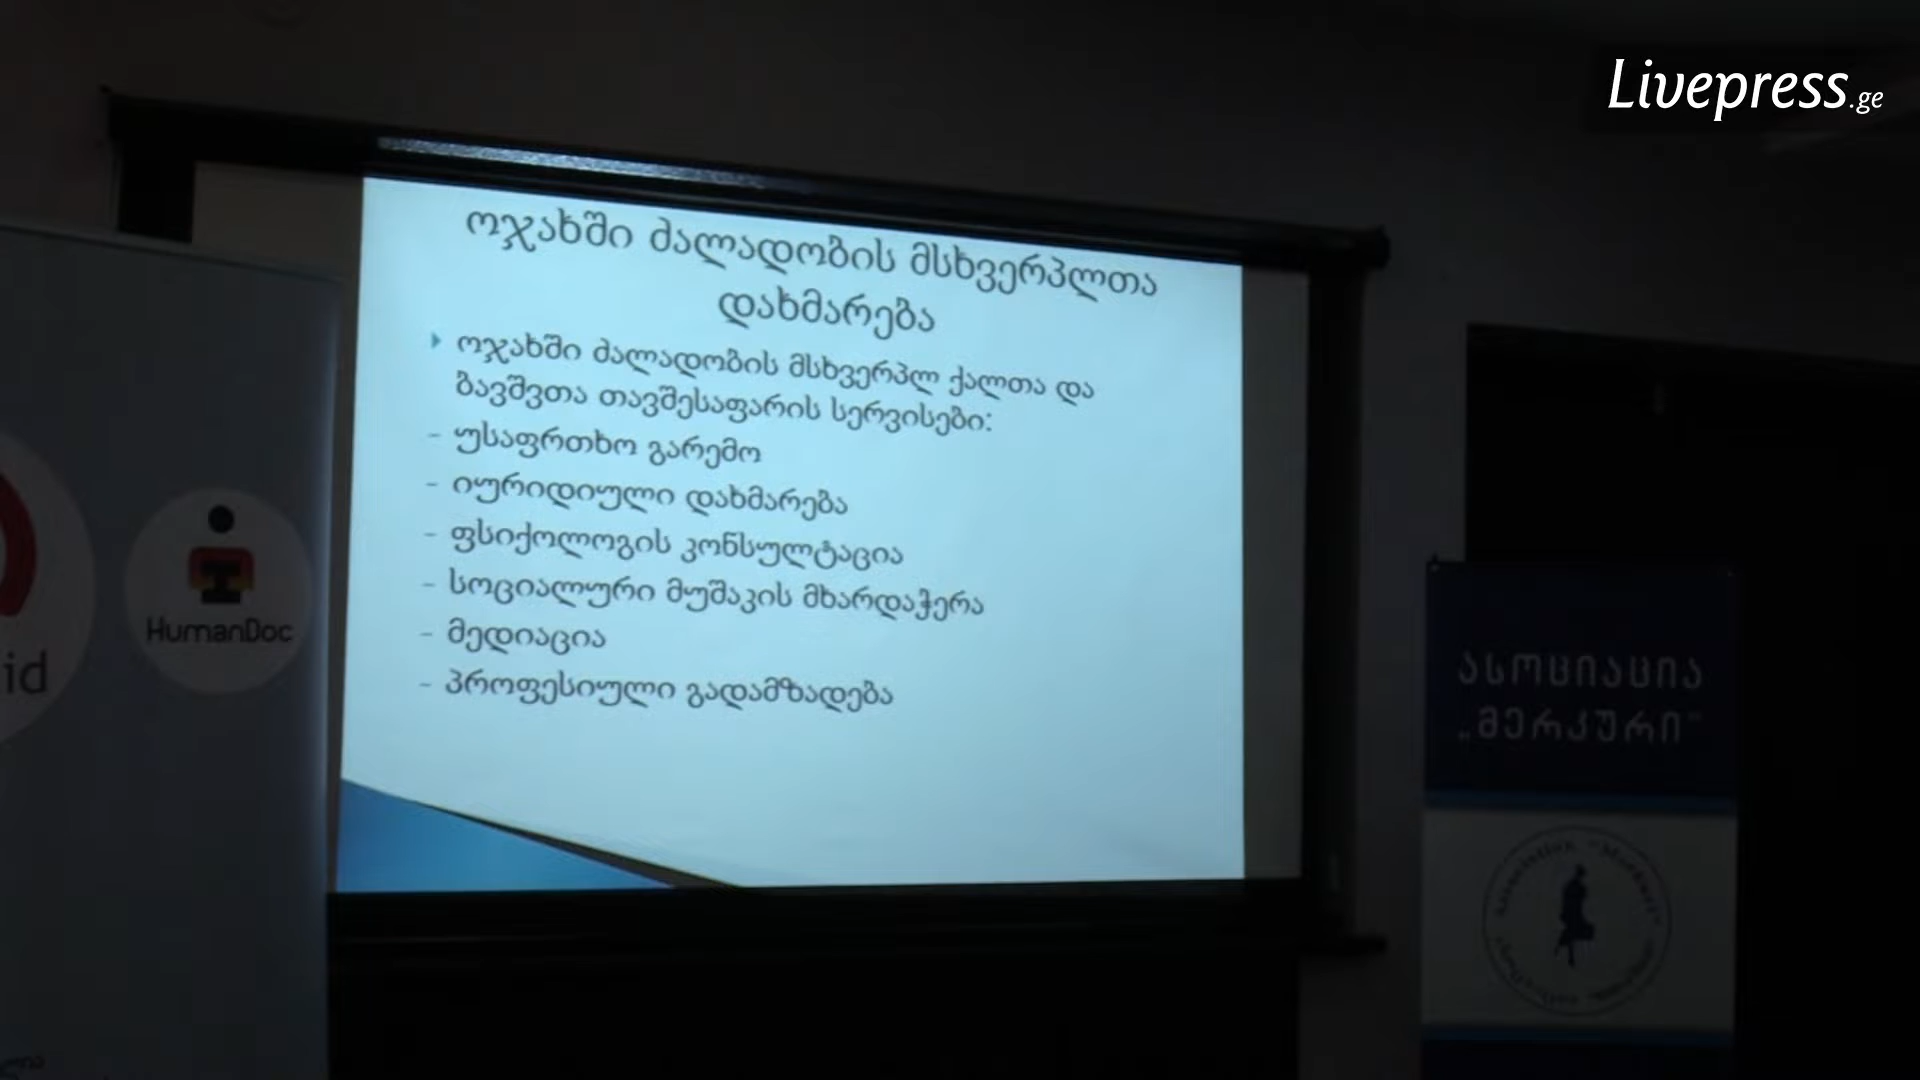 Livepress.ge
ოჯახში ძალადობის მსხვერპლთა
დახმარება
ოჯახში ძალადობის მსხვერპლ ქალთა და
ბავშვთა თავშესაფარის სერვისები:
- უსაფრთხო გარემო
- იურიდიული დახმარება
- ფსიქოლოგის კონსულტაცია
- სოციალური მუშაკის მხარდაჭერა
- მედიაცია
- პროფესიული გადამზადება
HumanDoc
id
ასოციაცია
„მერკური“